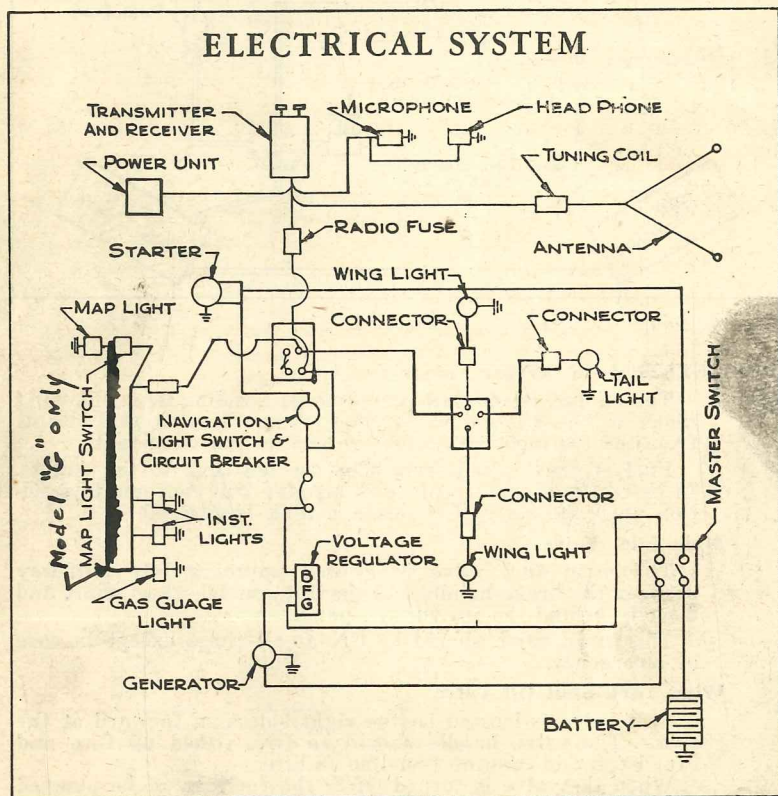 ELECTRICAL SYSTEM
TRANSMITTER
AND RECEIVER
MICROPHONE
HEAD PHONE
POWER UNIT
TUNING COIL
RADIO FUSE
ANTENNA
STARTER
WING LIGHT
MAP LIGHT
CONNECTOR
CONNECTOR
TAIL
LIGHT
MASTER SWITCH
NAVIGATION
LIGHT SWITCH &
CIRCUIT BREAKER
Model "G" only
MAP LIGHT SWITCH
CONNECTOR
INST.
LIGHTS
VOLTAGE
REGULATOR
WING LIGHT
B
F
G
GAS GUAGE
LIGHT
GENERATOR
BATTERY